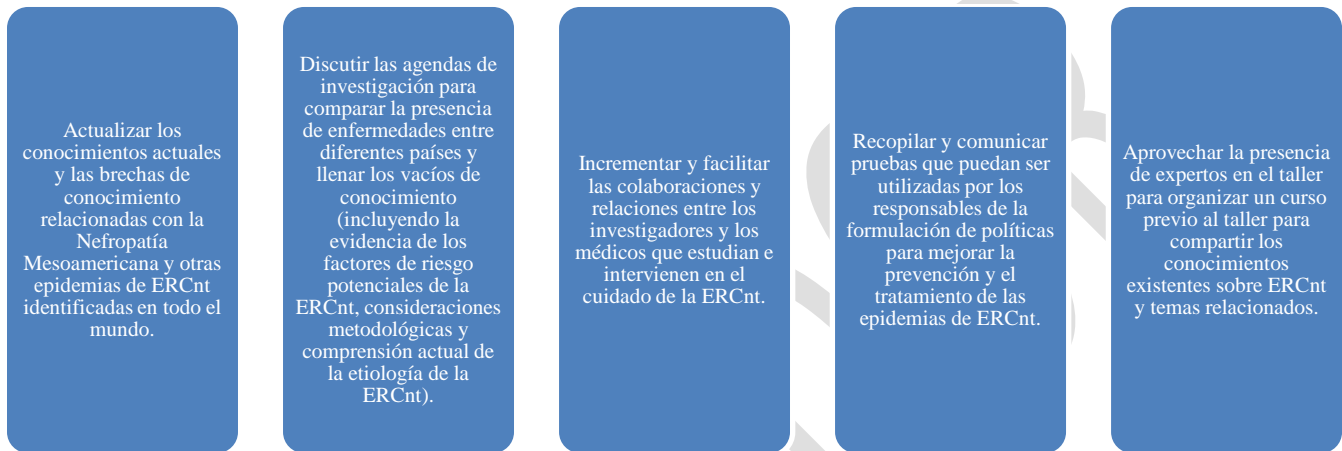 Actualizar los
conocimientos actuales
y las brechas de
conocimiento
relacionadas con la
Nefropatía
Mesoamericana y otras
epidemias de ERCnt
identificadas en todo el
mundo.
Discutir las agendas de
investigación para
comparar la presencia
de enfermedades entre
diferentes países y
llenar los vacíos de
conocimiento
(incluyendo la
evidencia de los
factores de riesgo
potenciales de la
ERCnt, consideraciones
metodológicas y
comprensión actual de
la etiología de la
ERCnt).
Incrementar y facilitar
las colaboraciones y
relaciones entre los
investigadores y los
médicos que estudian e
intervienen en el
cuidado de la ERCnt.
Recopilar y comunicar
pruebas que puedan ser
utilizadas por los
responsables de la
formulación de políticas
para mejorar la
prevención y el
tratamiento de las
epidemias de ERCnt.
Aprovechar la presencia
de expertos en el taller
para organizar un curso
previo al taller para
compartir los
conocimientos
existentes sobre ERCnt
y temas relacionados.